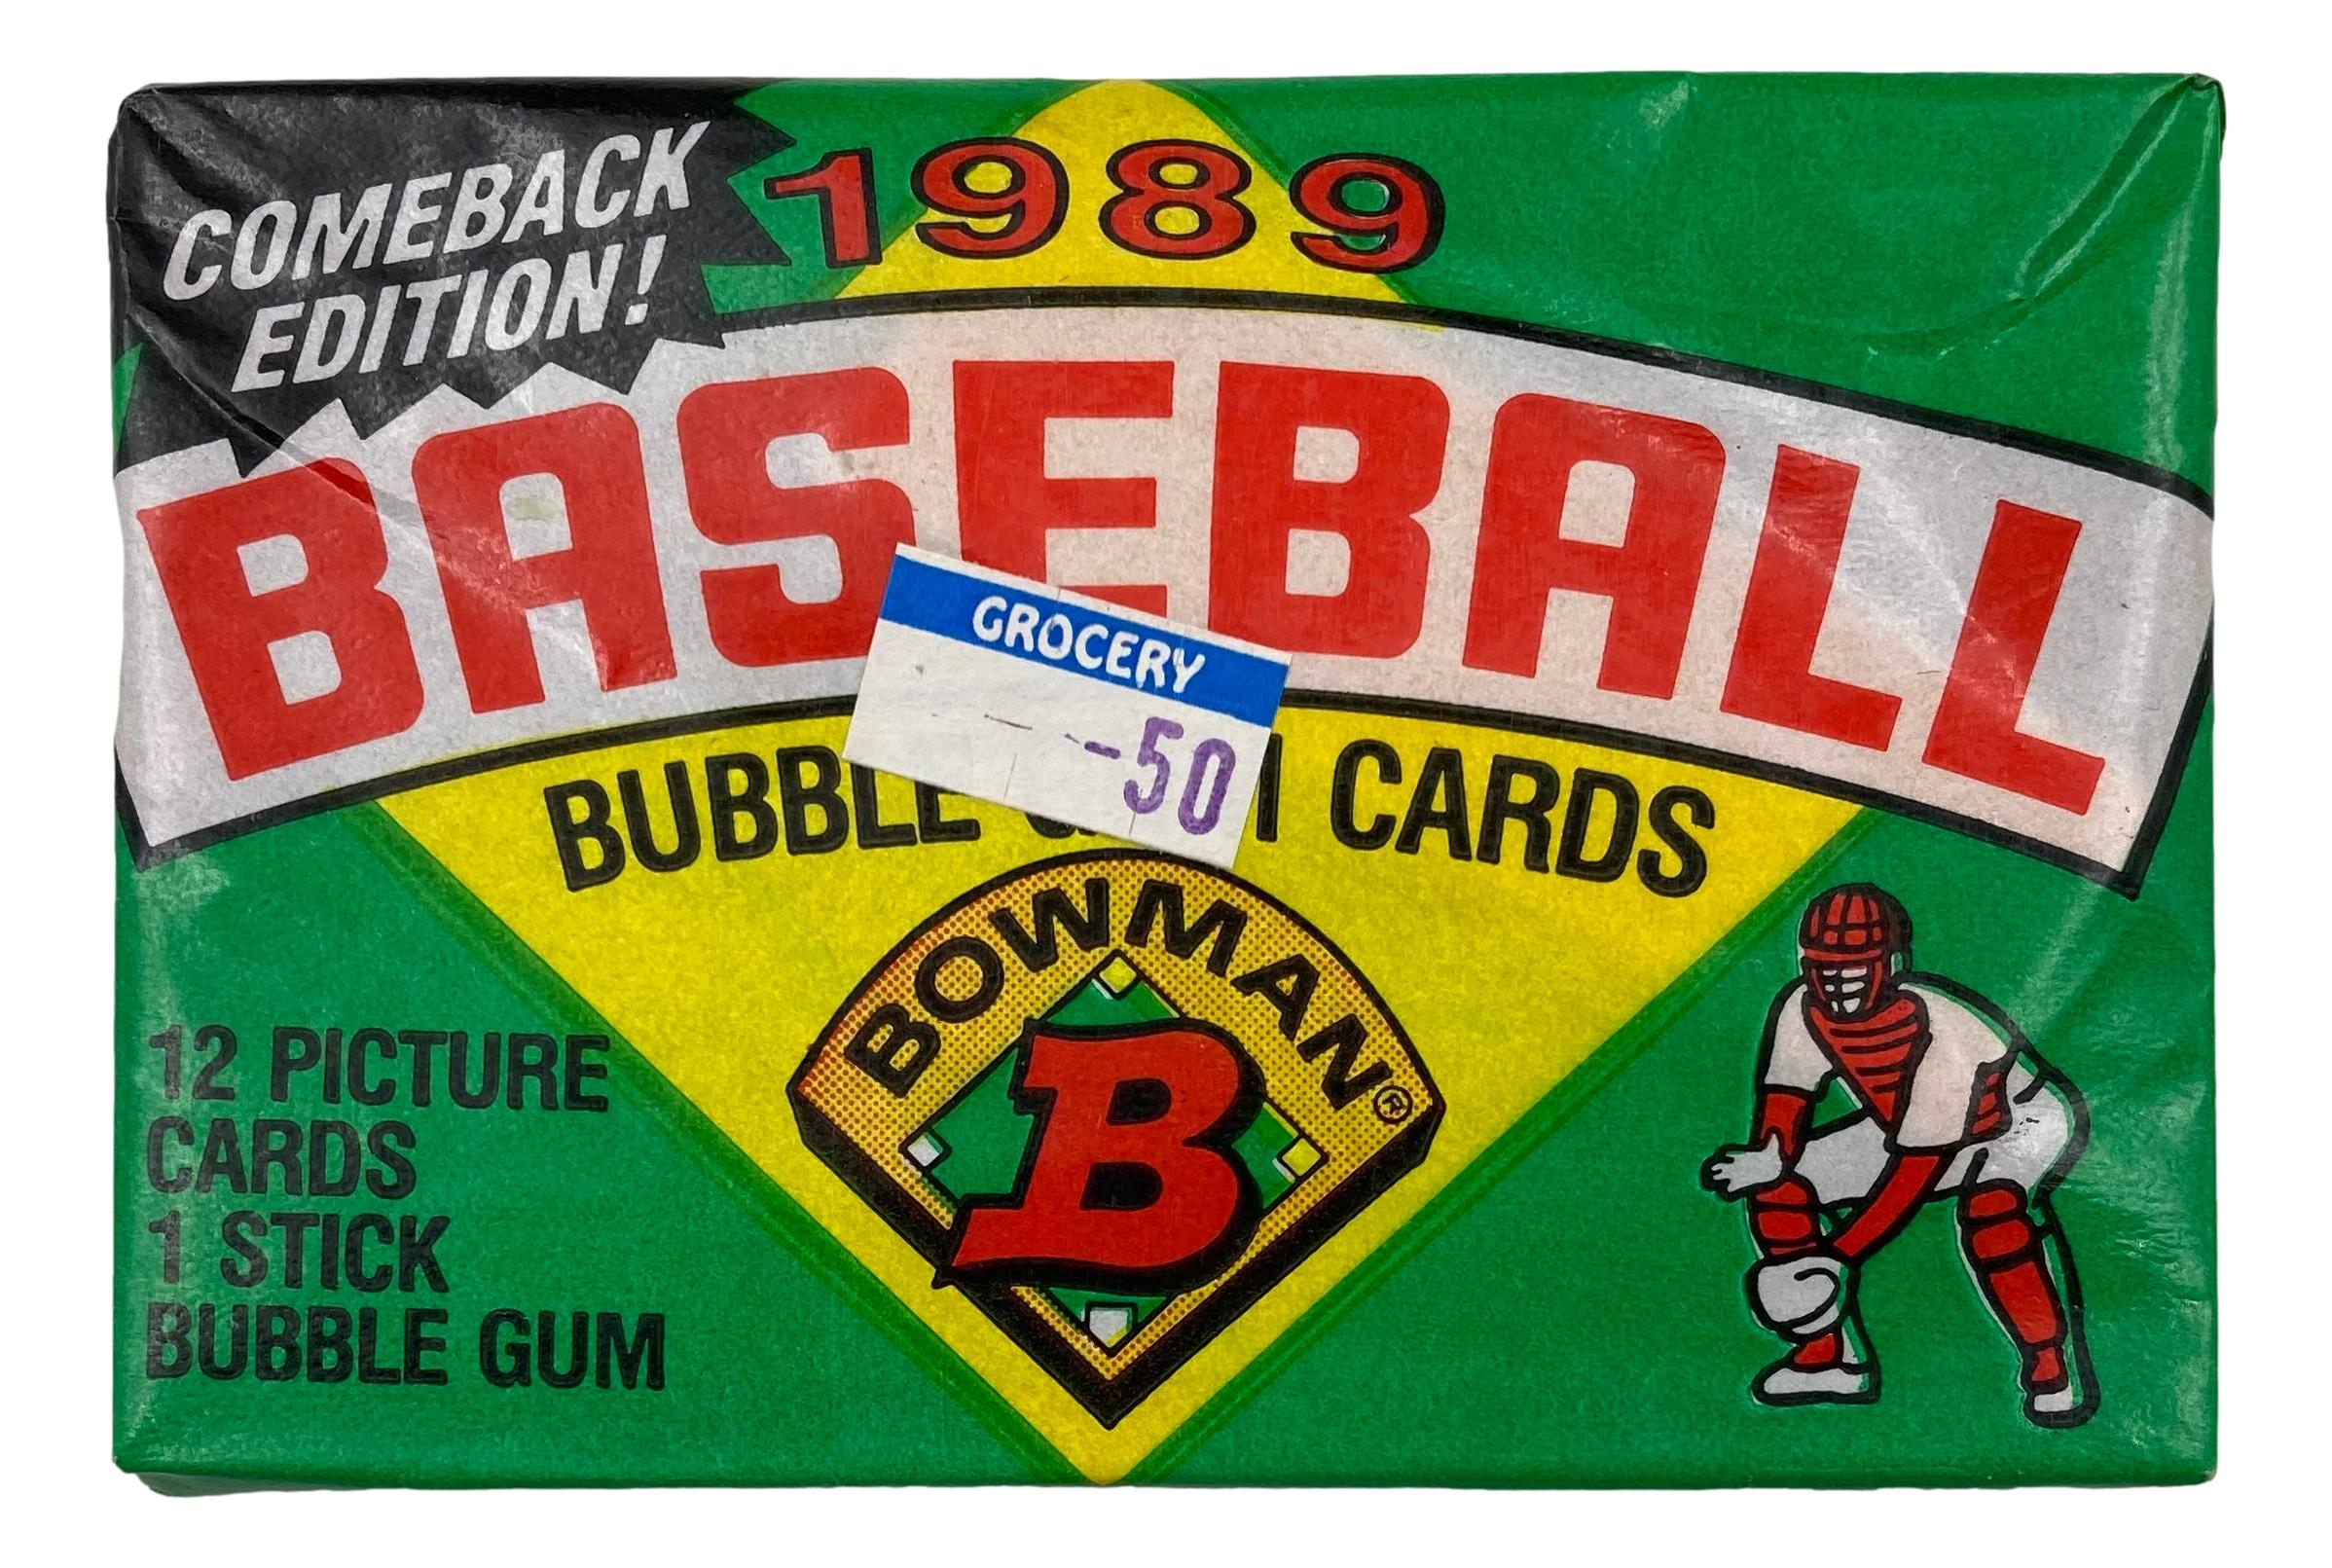 COMEBACK
EDITION!
1989
BASEBALL
GROCERY
-50
BUBBLE CARDS
BOWMAN®
B
12 PICTURE
CARDS
1 STICK
BUBBLE GUM